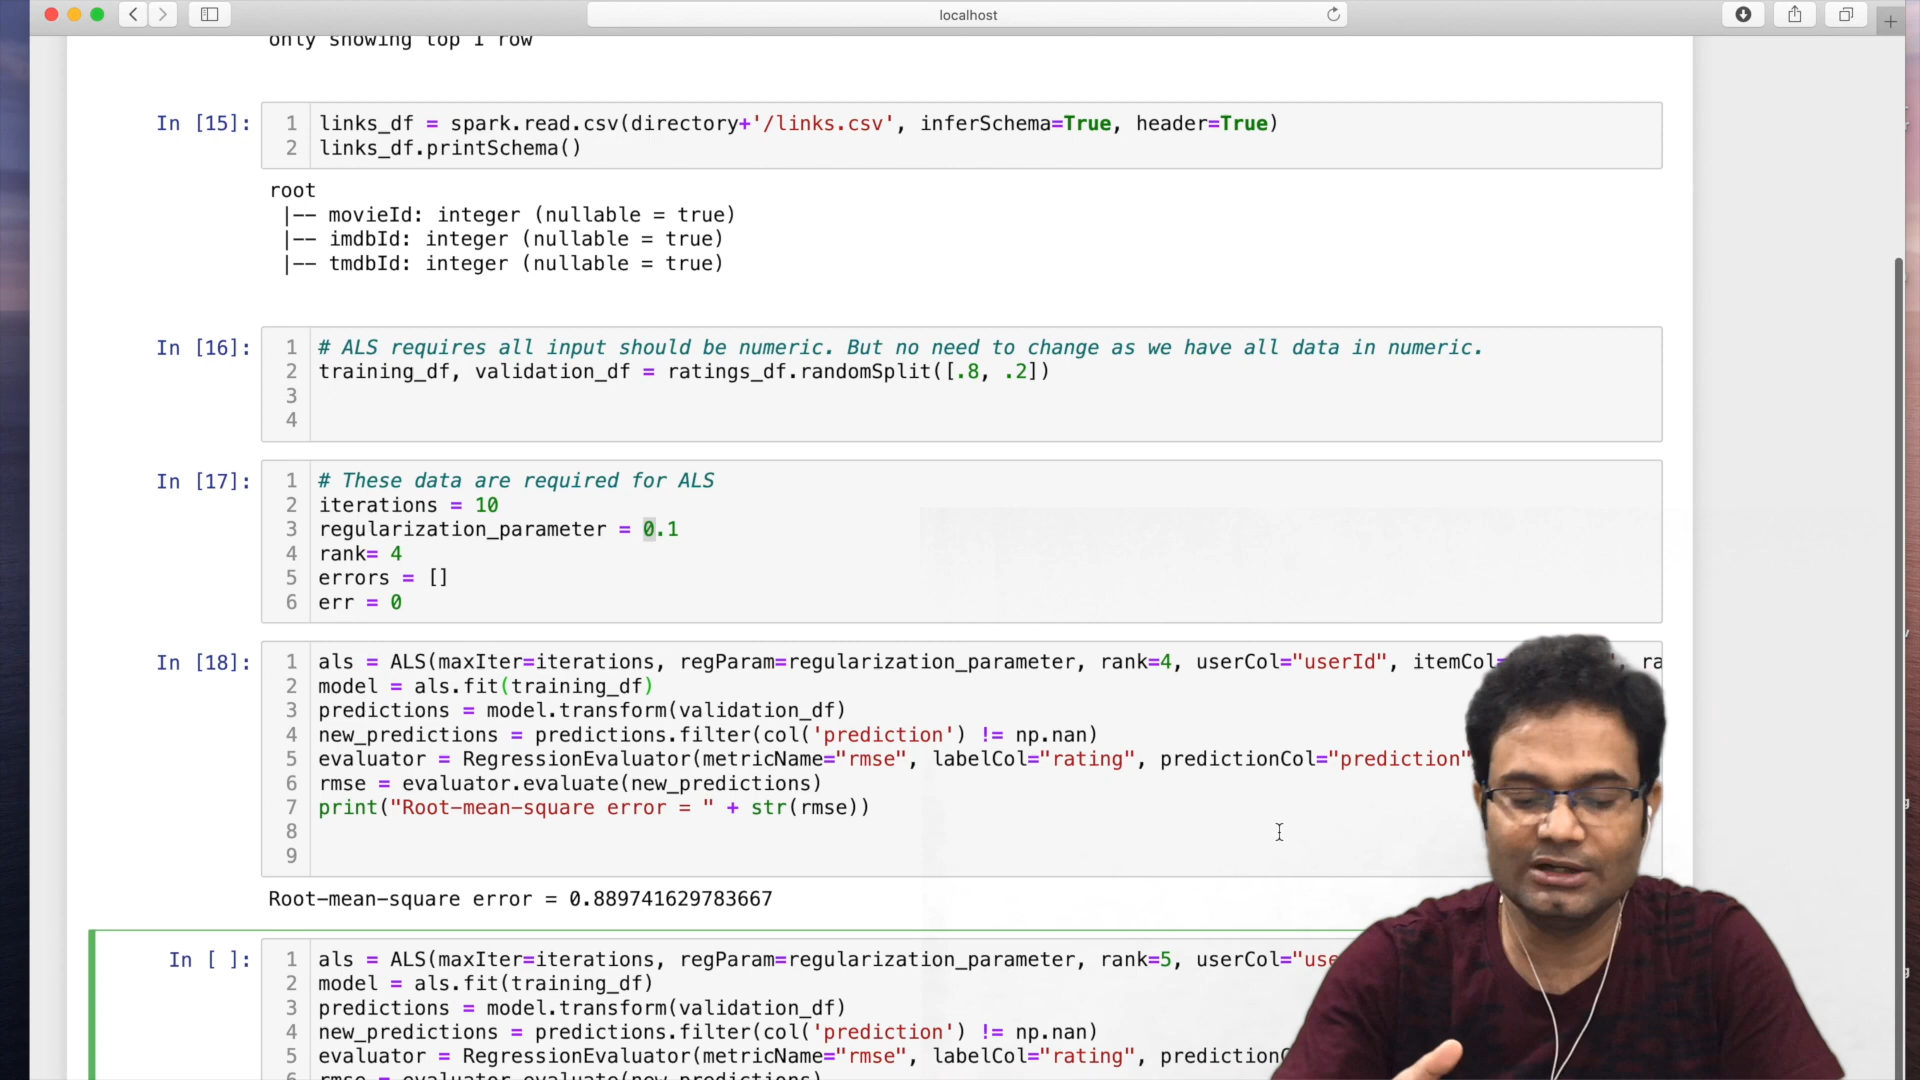 localhost
only showing top 1 row
In [15]:
1 links_df = spark.read.csv(directory+'/links.csv', inferSchema=True, header=True)
2 links_df.printSchema()
root
|-- movieId: integer (nullable = true)
|-- imdbId: integer (nullable = true)
|-- tmdbId: integer (nullable = true)
In [16]:
1 # ALS requires all input should be numeric. But no need to change as we have all data in numeric.
2 training_df, validation_df = ratings_df.randomSplit([.8, .2])
3
4
In [17]:
1 # These data are required for ALS
2 iterations = 10
3 regularization_parameter = 0.1
4 rank= 4
5 errors = []
6 err = 0
In [18]:
1 als = ALS(maxIter=iterations, regParam=regularization_parameter, rank=4, userCol="userId", itemCol= ra
2 model = als.fit(training_df)
3 predictions = model.transform(validation_df)
4 new_predictions = predictions.filter(col('prediction') != np.nan)
5 evaluator = RegressionEvaluator(metricName="rmse", labelCol="rating", predictionCol="prediction"
6 rmse = evaluator.evaluate(new_predictions)
7 print("Root-mean-square error = " + str(rmse))
8
9
Root-mean-square error = 0.889741629783667
In [ ]:
1 als = ALS(maxIter=iterations, regParam=regularization_parameter, rank=5, userCol="use
2 model = als.fit(training_df)
3 predictions = model.transform(validation_df)
4 new_predictions = predictions.filter(col('prediction') != np.nan)
5 evaluator = RegressionEvaluator(metricName="rmse", labelCol="rating", prediction
6 rmse = evaluator.evaluate(new_predictions)